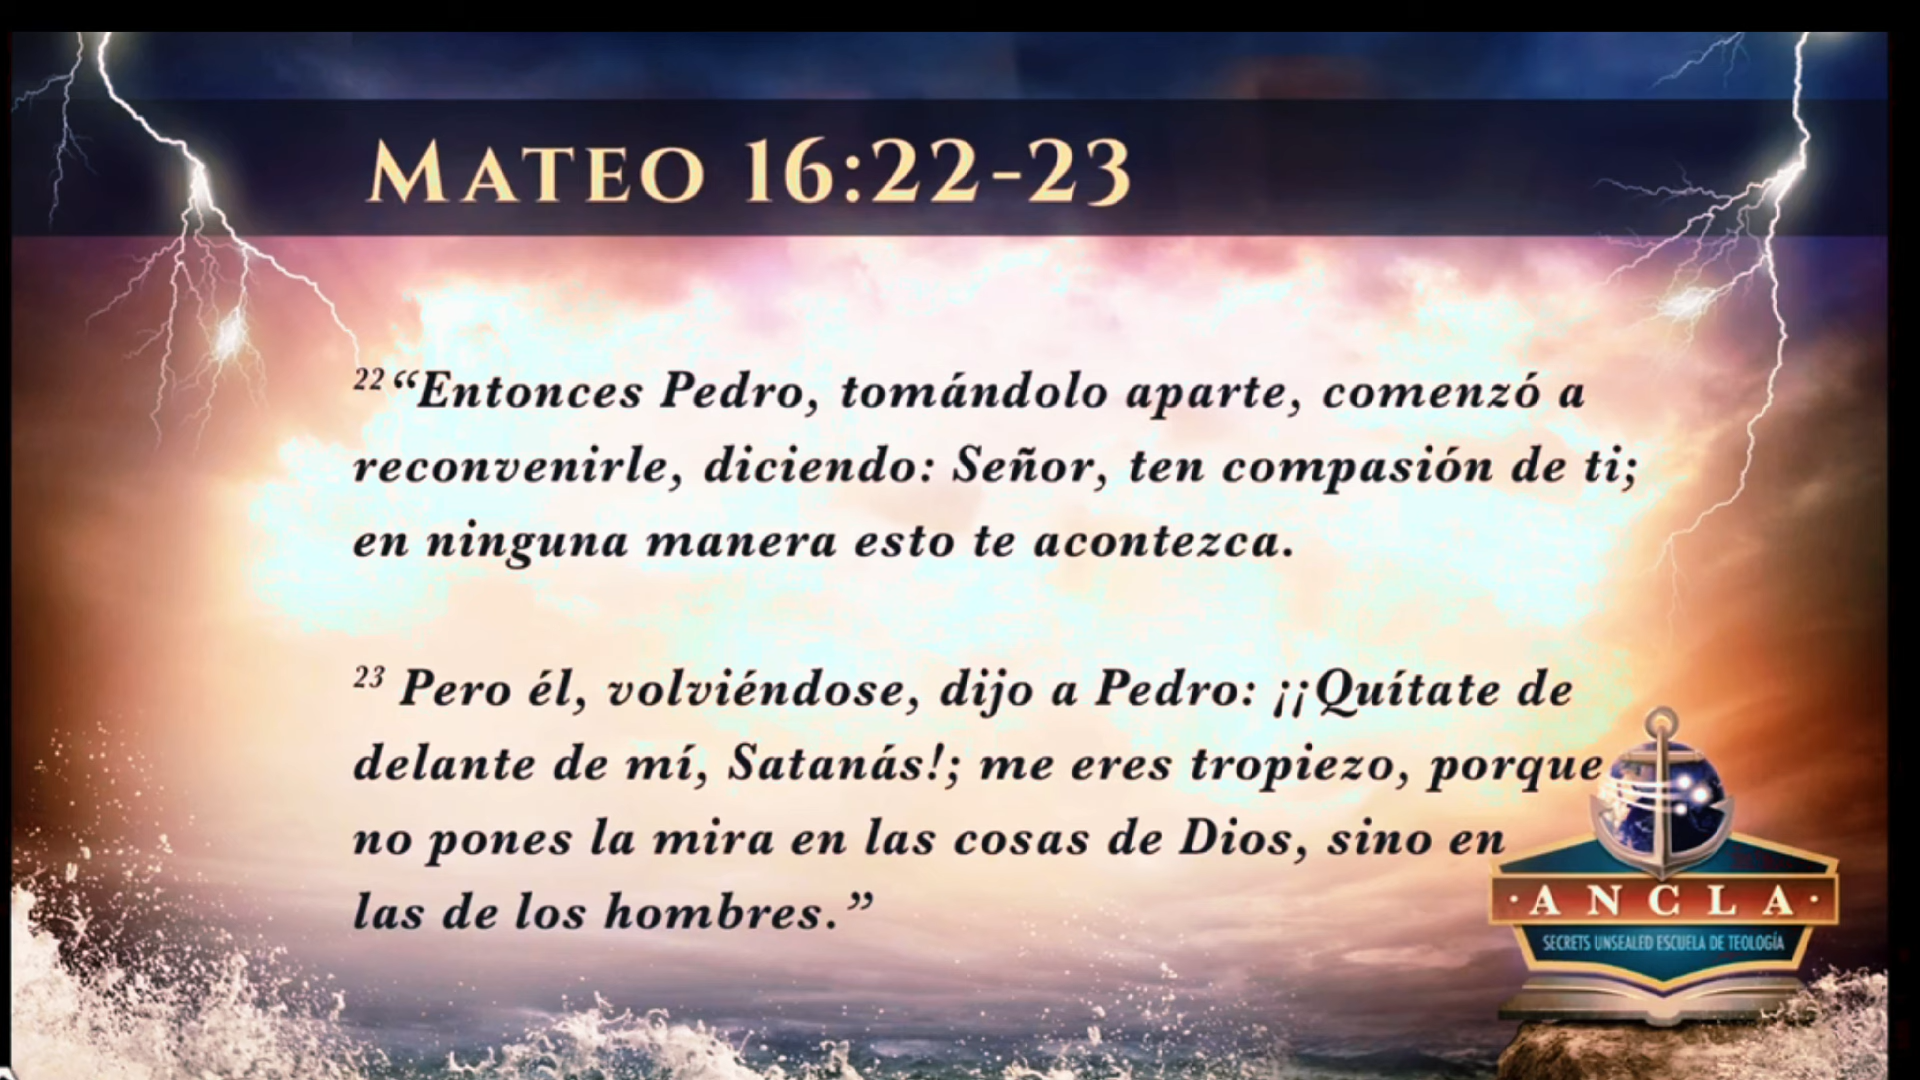 MATEO 16:22-23
22 “Entonces Pedro, tomándolo aparte, comenzó a
reconvenirle, diciendo: Señor, ten compasión de ti;
en ninguna manera esto te acontezca.
23 Pero él, volviéndose, dijo a Pedro: ¡¡Quítate de
delante de mí, Satanás!; me eres tropiezo, porque
no pones la mira en las cosas de Dios, sino en
las de los hombres.”
·ANCLA·
SECRETS UNSEALED ESCUELA DE TEOLOGÍA